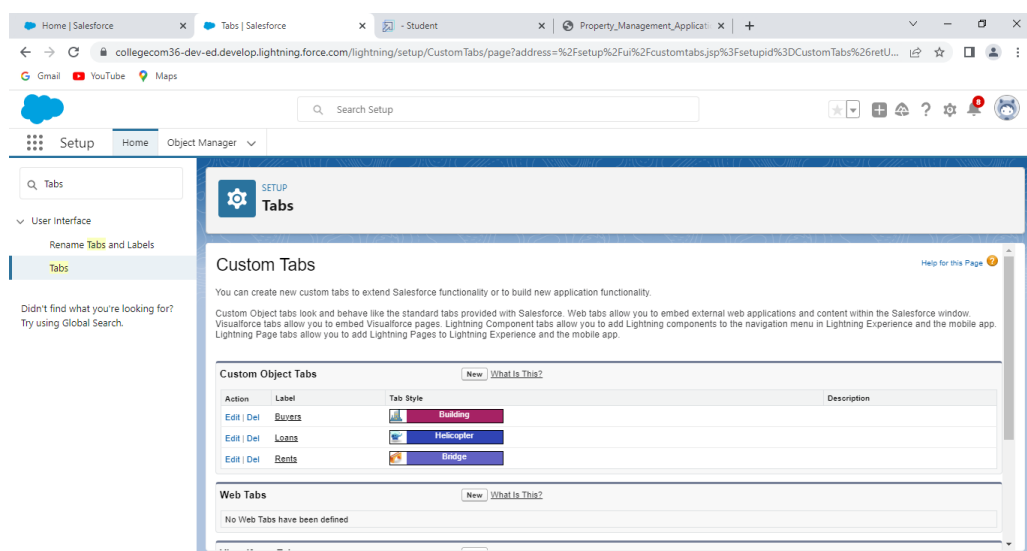 Home | Salesforce
Tabs | Salesforce
- Student
Property_Management_Applicati
collegecom36-dev-ed.develop.lightning.force.com/lightning/setup/CustomTabs/page?address=%2Fsetup%2Fui%2Fcustomtabs.jsp%3Fsetupid%3DCustomTabs%26retU...
Gmail YouTube Maps
Search Setup
8
Setup Home Object Manager
Tabs
User Interface
Rename Tabs and Labels
Tabs
Didn't find what you're looking for?
Try using Global Search.
SETUP
Tabs
Custom Tabs
Help for this Page ?
You can create new custom tabs to extend Salesforce functionality or to build new application functionality.
Custom Object tabs look and behave like the standard tabs provided with Salesforce. Web tabs allow you to embed external web applications and content within the Salesforce window.
Visualforce tabs allow you to embed Visualforce pages. Lightning Component tabs allow you to add Lightning components to the navigation menu in Lightning Experience and the mobile app.
Lightning Page tabs allow you to add Lightning Pages to Lightning Experience and the mobile app.
Custom Object Tabs New What Is This?
Action Label Tab Style Description
Edit | Del Buyers Building
Edit | Del Loans Helicopter
Edit | Del Rents Bridge
Web Tabs New What Is This?
No Web Tabs have been defined